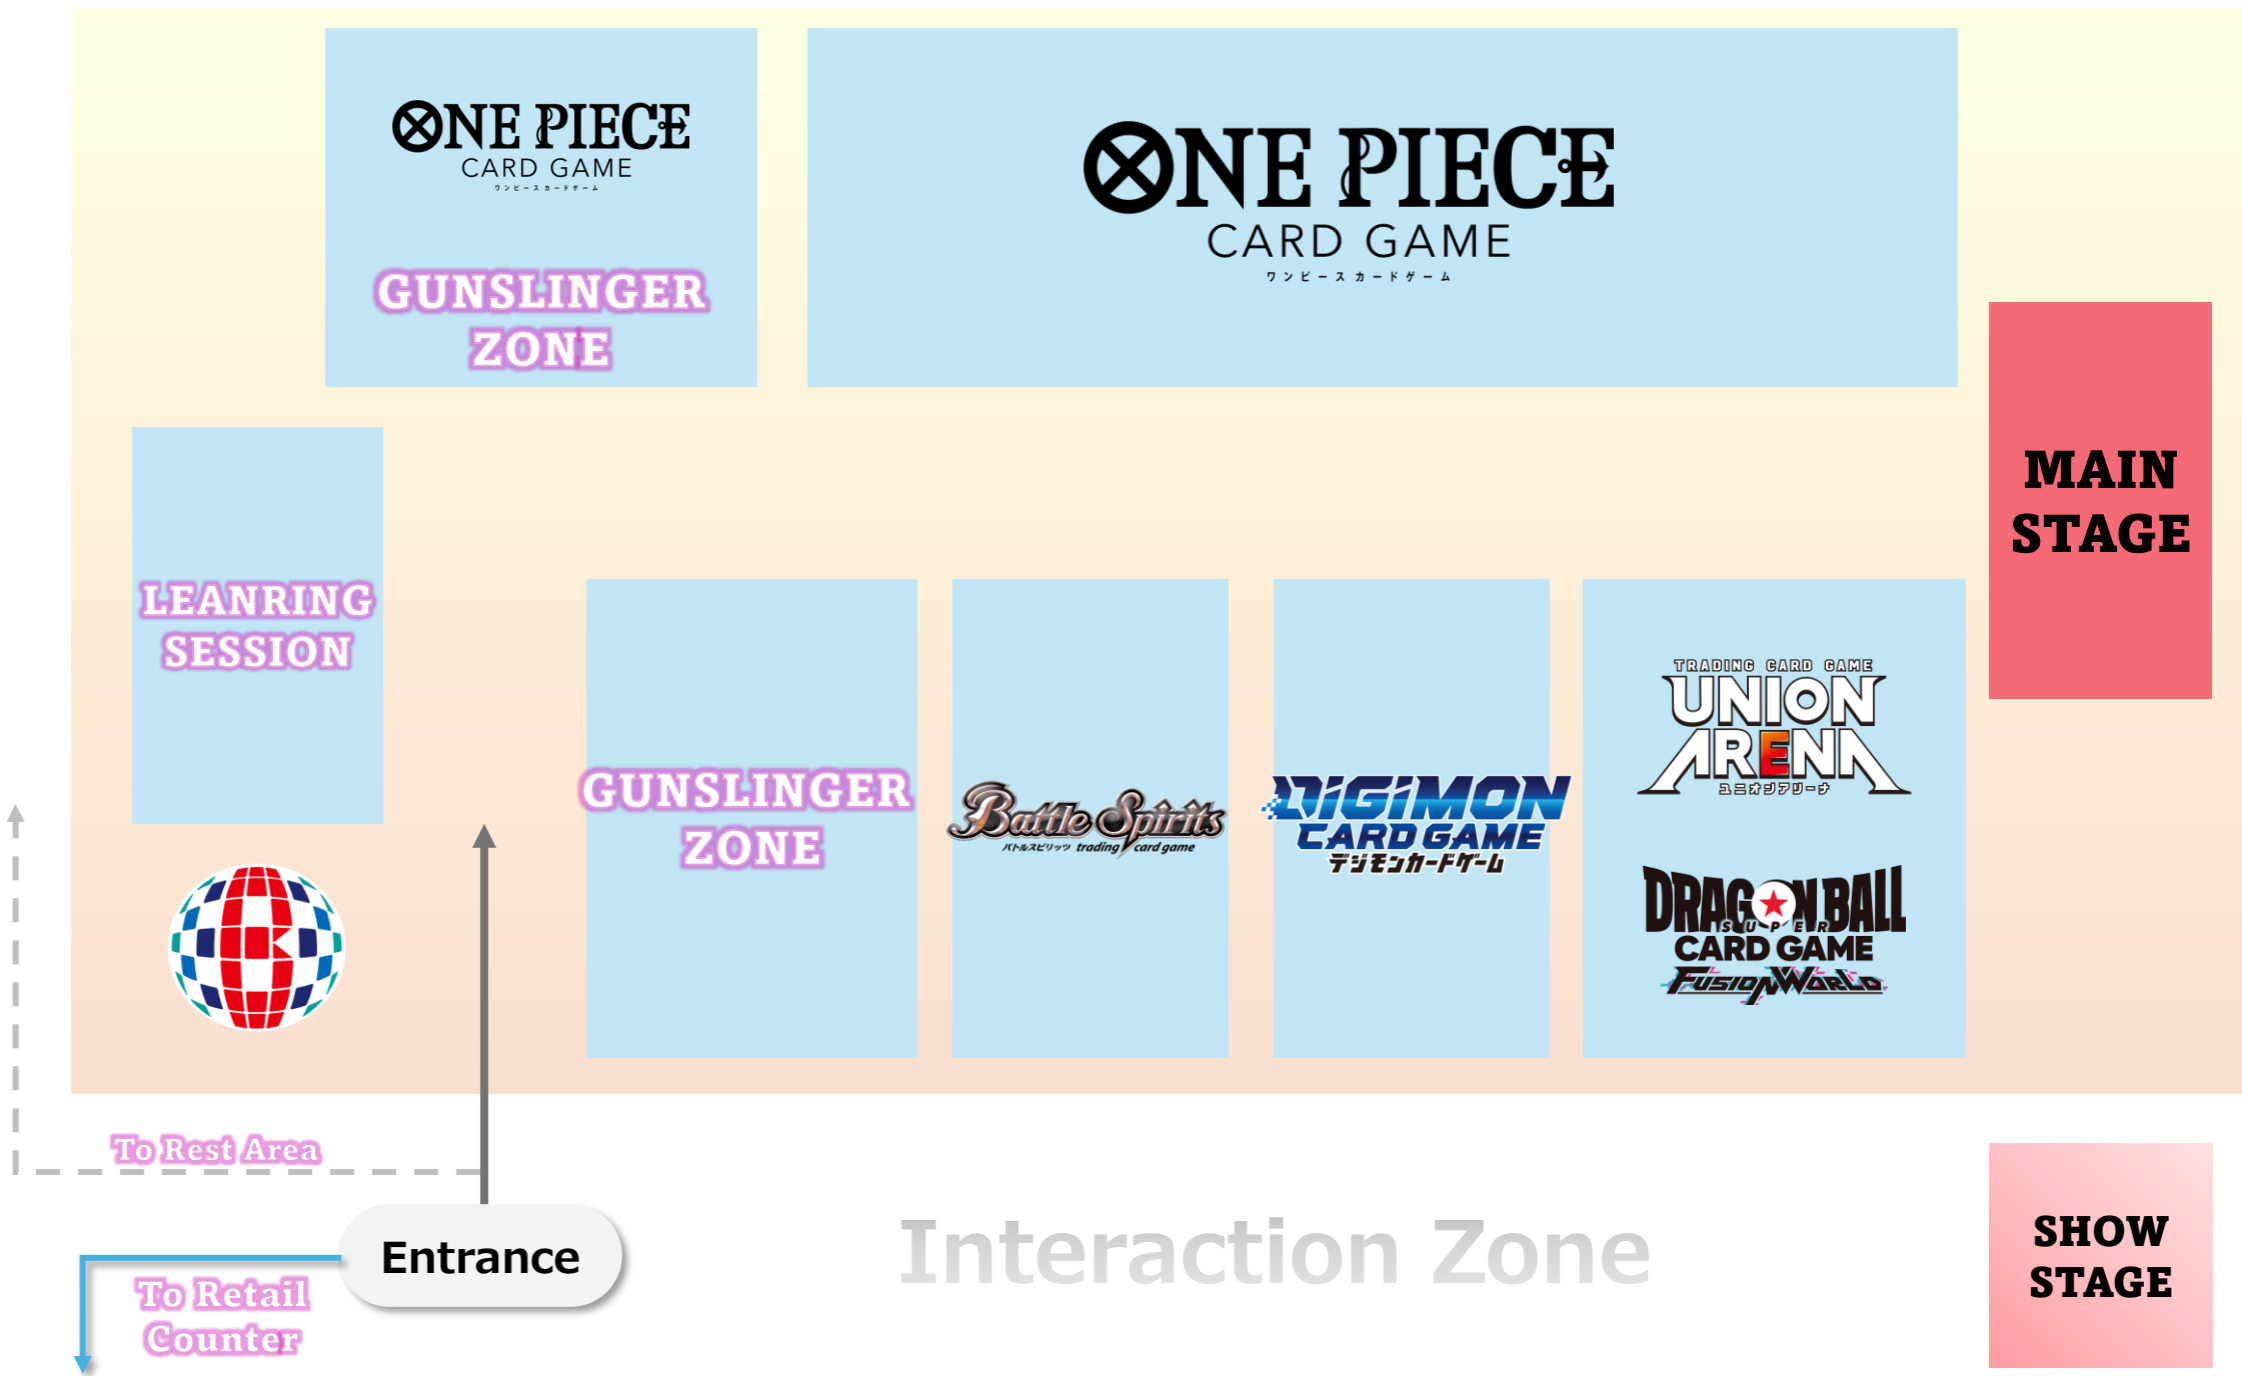 ONE PIECE
CARD GAME
ワンピースカードゲーム
GUNSLINGER
ZONE
ONE PIECE
CARD GAME
ワンピースカードゲーム
MAIN
STAGE
LEANRING
SESSION
GUNSLINGER
ZONE
Battle Spirits
バトルスピリッツ trading card game
DIGIMON
CARD GAME
デジモンカードゲーム
TRADING CARD GAME
UNION
ARENA
ユニオンアリーナ
DRAGON BALL
SUPER
CARD GAME
FUSION WORLD
To Rest Area
Entrance
To Retail
Counter
Interaction Zone
SHOW
STAGE